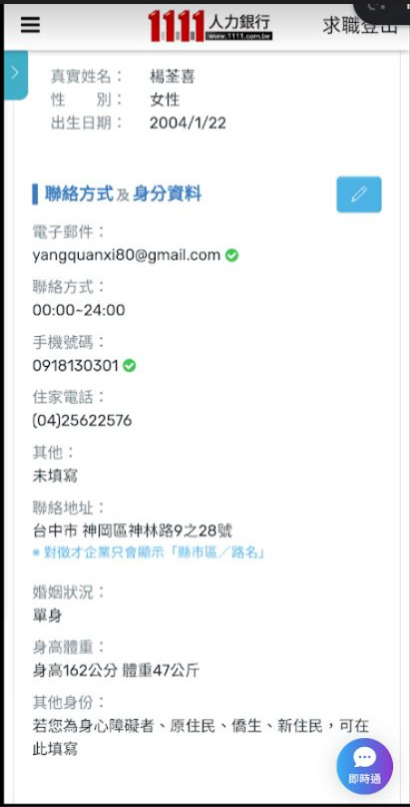 1111 人力銀行
www.1111.com.tw
求職登出
真實姓名： 楊荃喜
性 別： 女性
出生日期： 2004/1/22
聯絡方式 及 身分資料
電子郵件：
yangquanxi80@gmail.com
聯絡方式：
00:00~24:00
手機號碼：
0918130301
住家電話：
(04)25622576
其他：
未填寫
聯絡地址：
台中市 神岡區神林路9之28號
※ 對徵才企業只會顯示「縣市區／路名」
婚姻狀況：
單身
身高體重：
身高162公分 體重47公斤
其他身份：
若您為身心障礙者、原住民、僑生、新住民，可在
此填寫
即時通